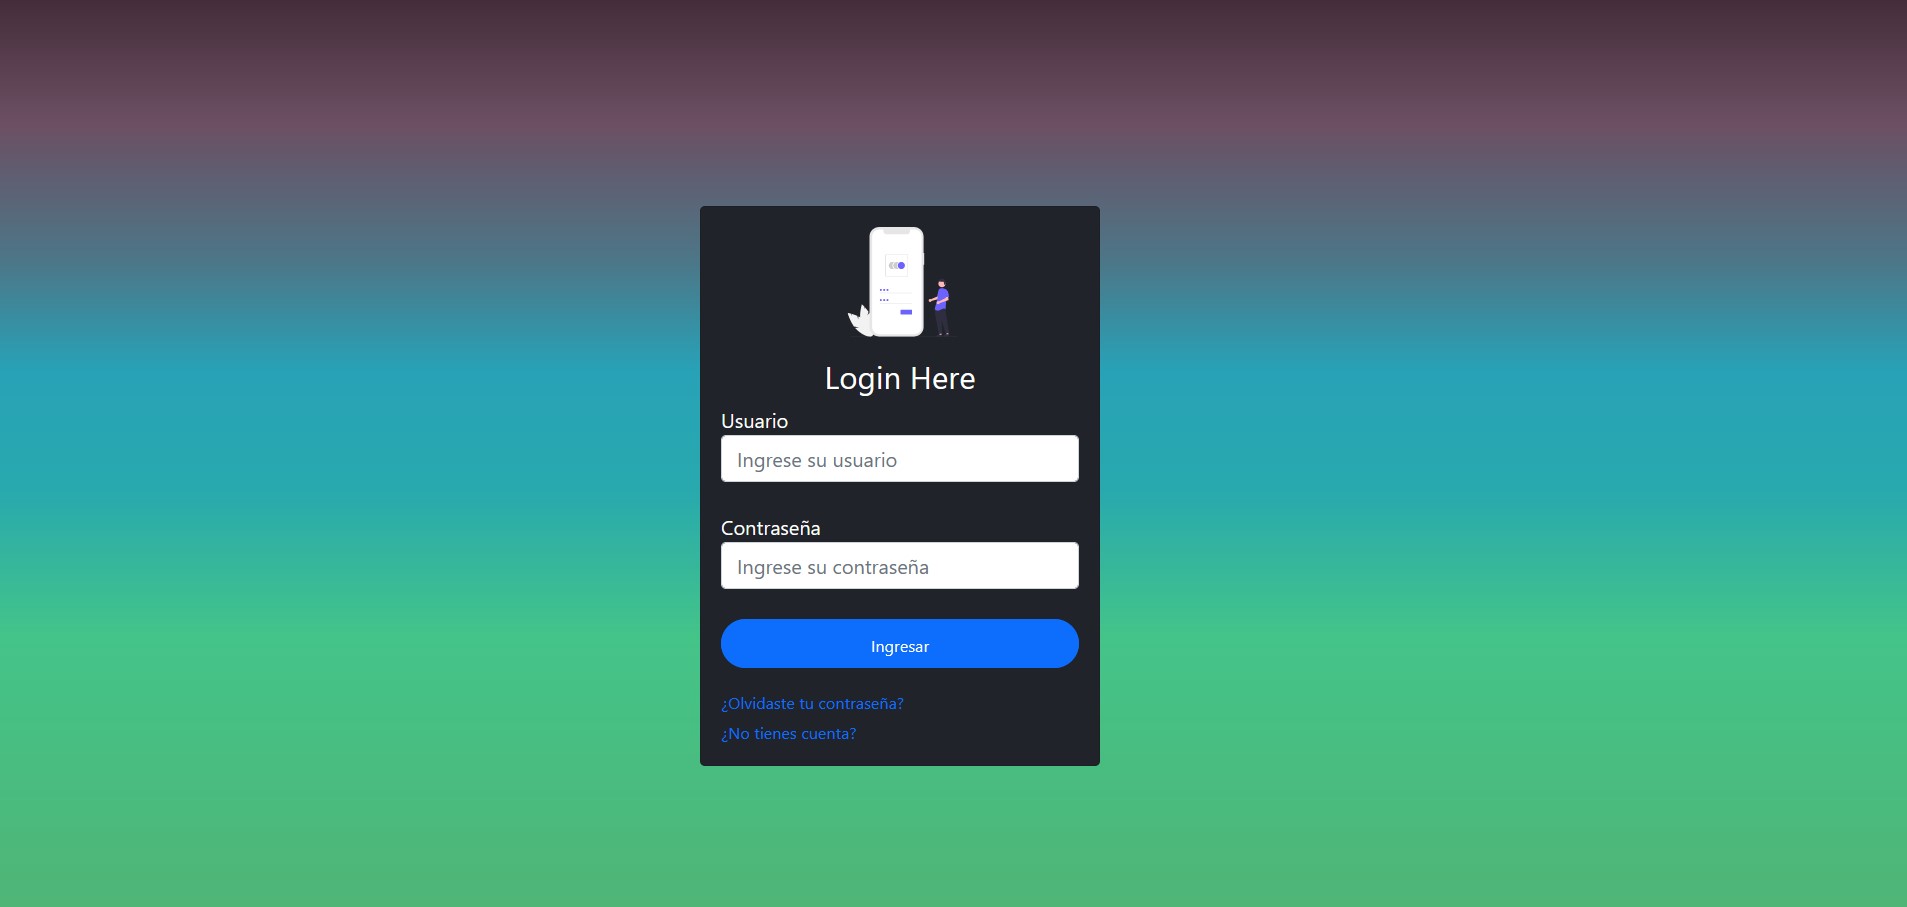 Login Here
Usuario
Ingrese su usuario
Contraseña
Ingrese su contraseña
Ingresar
¿Olvidaste tu contraseña?
¿No tienes cuenta?